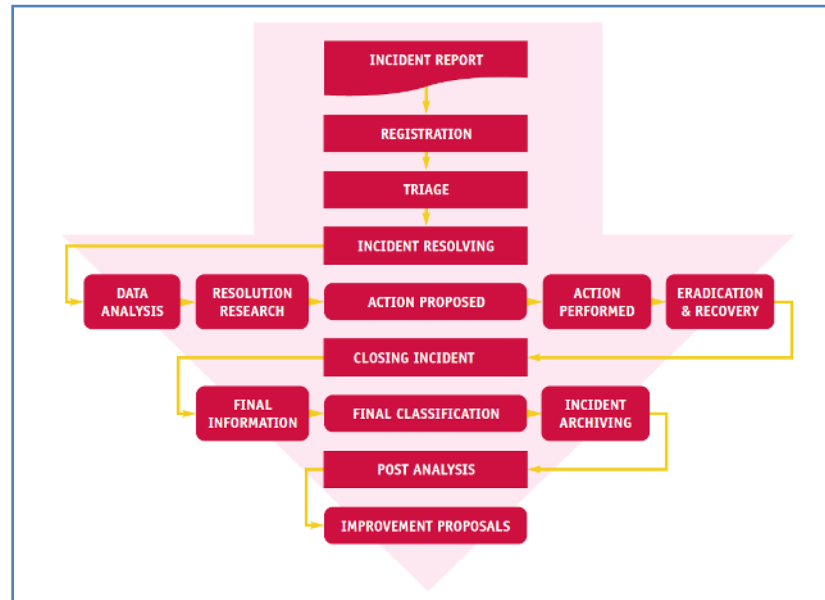 INCIDENT REPORT
REGISTRATION
TRIAGE
INCIDENT RESOLVING
DATA
ANALYSIS
RESOLUTION
RESEARCH
ACTION PROPOSED
ACTION
PERFORMED
ERADICATION
& RECOVERY
CLOSING INCIDENT
FINAL
INFORMATION
FINAL CLASSIFICATION
INCIDENT
ARCHIVING
POST ANALYSIS
IMPROVEMENT PROPOSALS